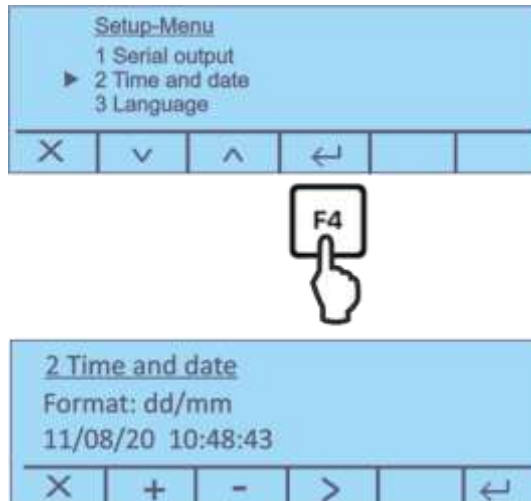 Setup-Menu
1 Serial output
2 Time and date
3 Language
F4
2 Time and date
Format: dd/mm
11/08/20 10:48:43